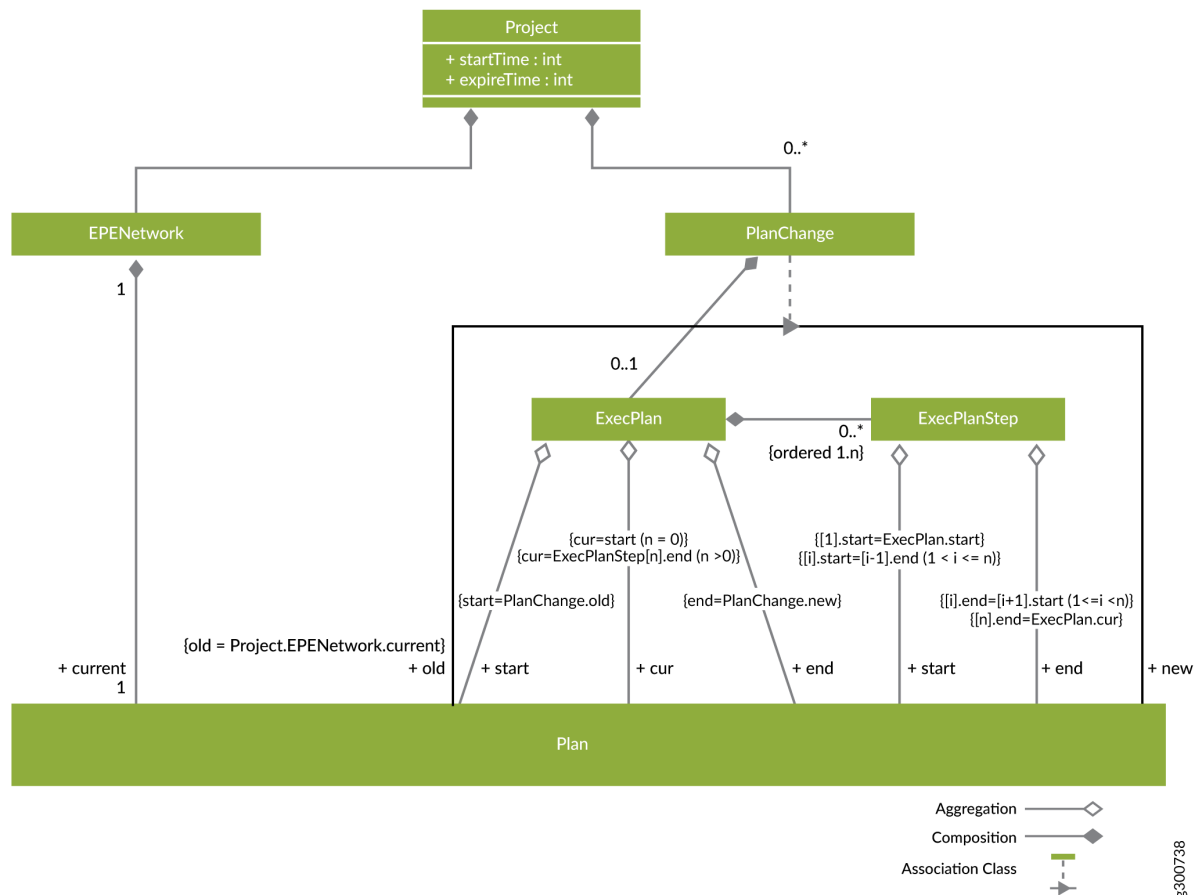 Project
+ startTime : int
+ expireTime : int
0..*
EPENetwork
PlanChange
1
0..1
ExecPlan
ExecPlanStep
0..*
{ordered 1.n}
{cur=start (n = 0)}
{cur=ExecPlanStep[n].end (n >0)}
{[1].start=ExecPlan.start}
{[i].start=[i-1].end (1 < i <= n)}
{start=PlanChange.old}
{end=PlanChange.new}
{[i].end=[i+1].start (1<=i <n)}
{[n].end=ExecPlan.cur}
{old = Project.EPENetwork.current}
+ current
+ old
+ start
+ cur
+ end
+ start
+ end
+ new
1
Plan
Aggregation
Composition
Association Class
g300738